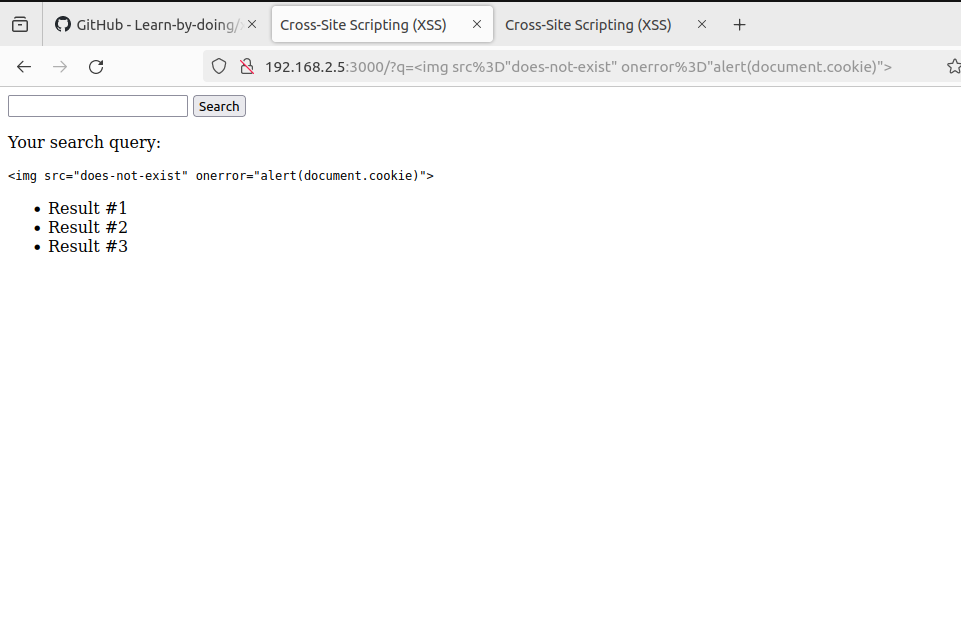 GitHub - Learn-by-doing/
Cross-Site Scripting (XSS)
Cross-Site Scripting (XSS)
192.168.2.5:3000/?q=<img src%3D"does-not-exist" onerror%3D"alert(document.cookie)">
Search
Your search query:
<img src="does-not-exist" onerror="alert(document.cookie)">
• Result #1
• Result #2
• Result #3